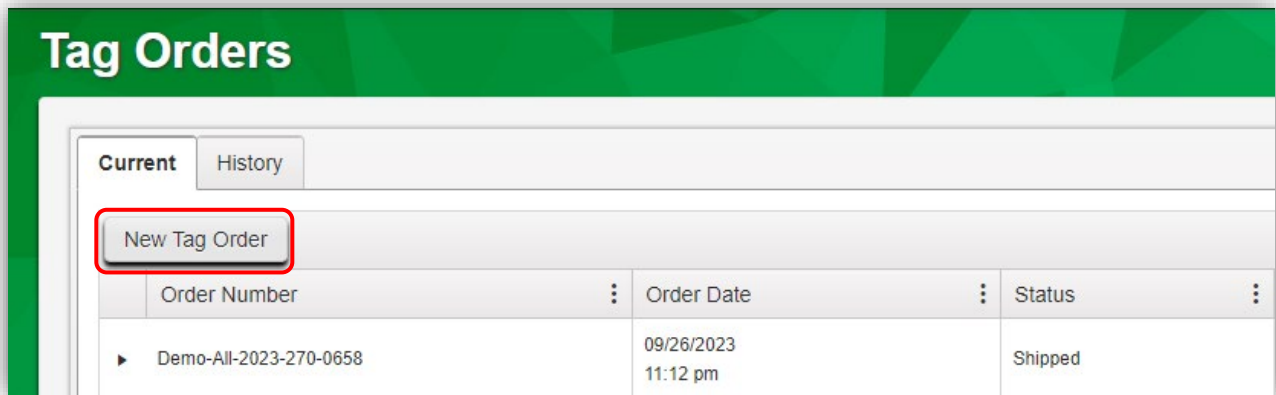 Tag Orders
Current History
New Tag Order
Order Number Order Date Status
Demo-All-2023-270-0658 09/26/2023 11:12 pm Shipped